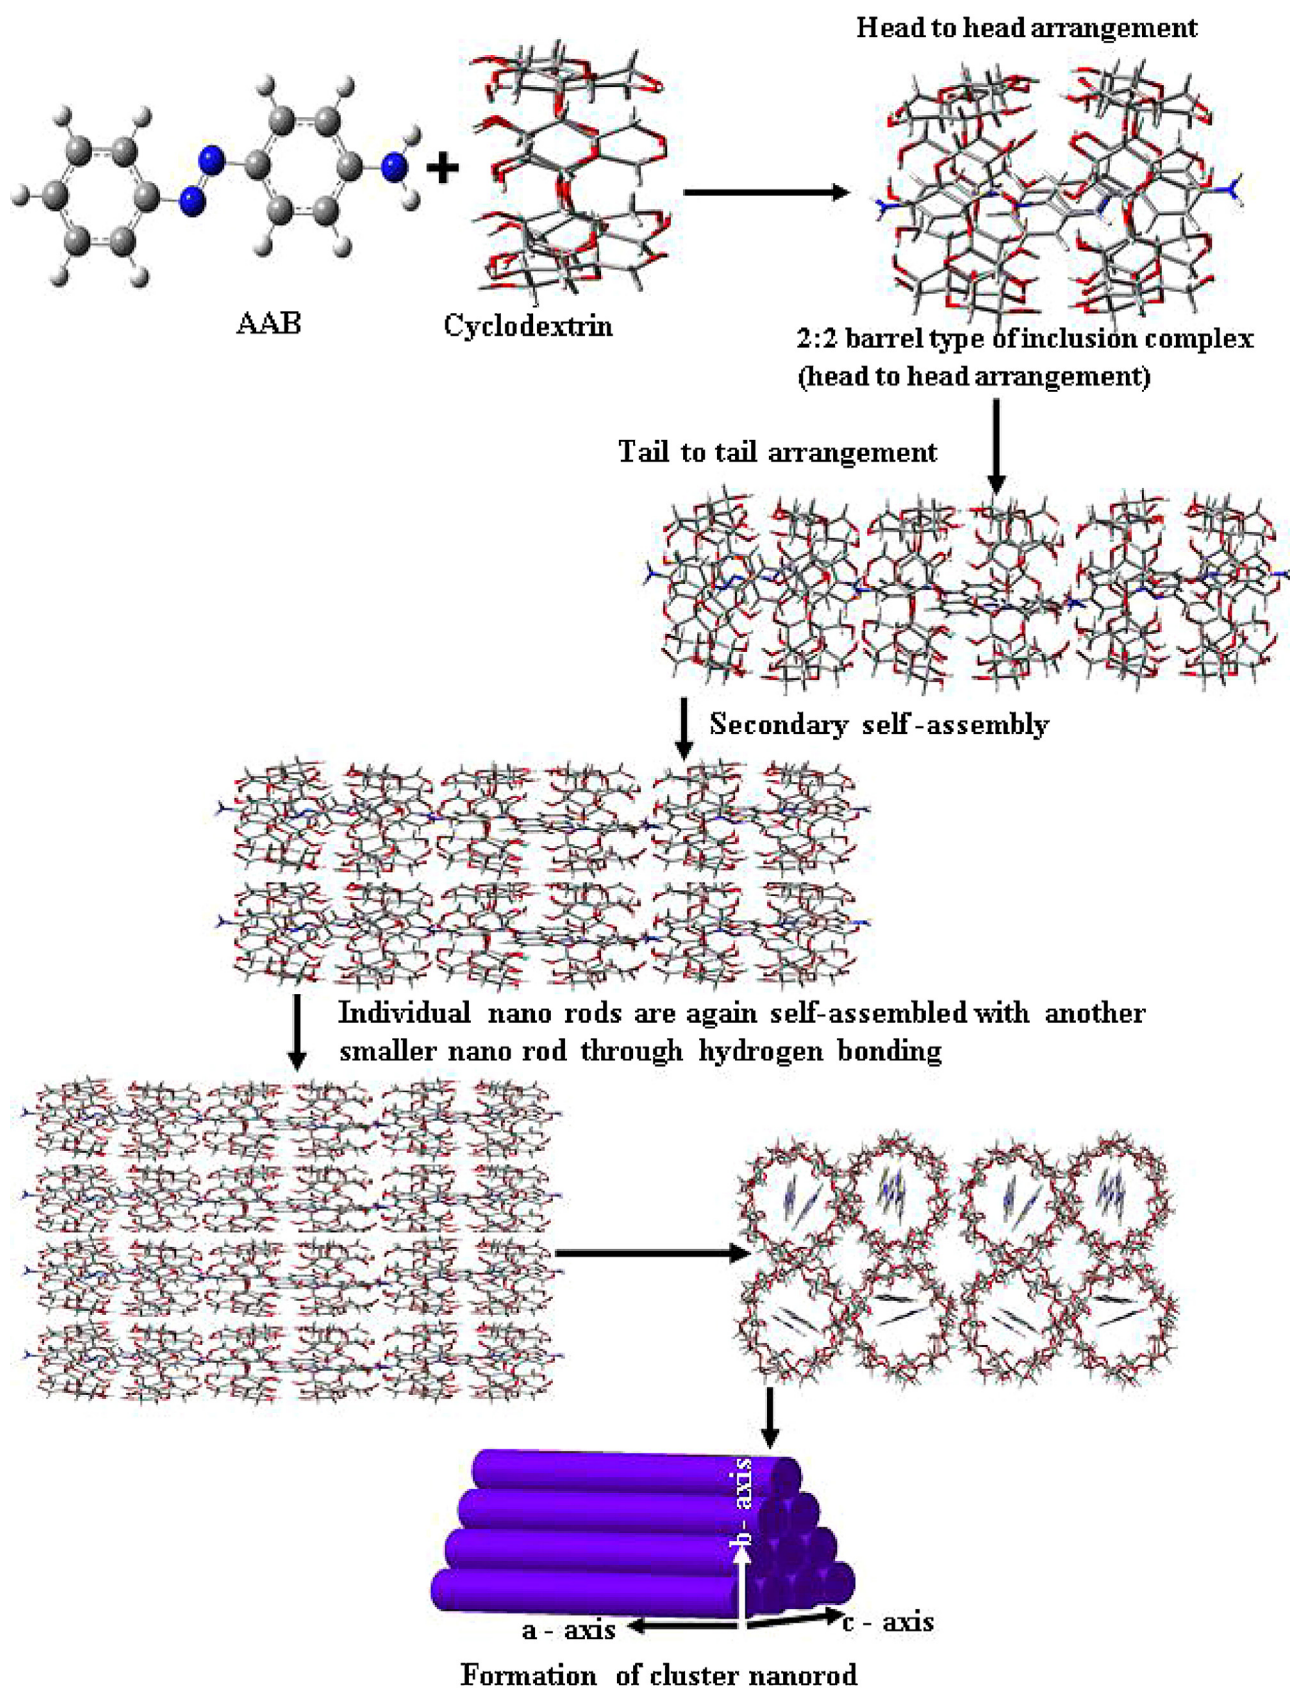 Head to head arrangement
+
AAB
Cyclodextrin
2:2 barrel type of inclusion complex
(head to head arrangement)
Tail to tail arrangement
Secondary self -assembly
Individual nano rods are again self-assembled with another
smaller nano rod through hydrogen bonding
b- axis
a - axis
c - axis
Formation of cluster nanorod